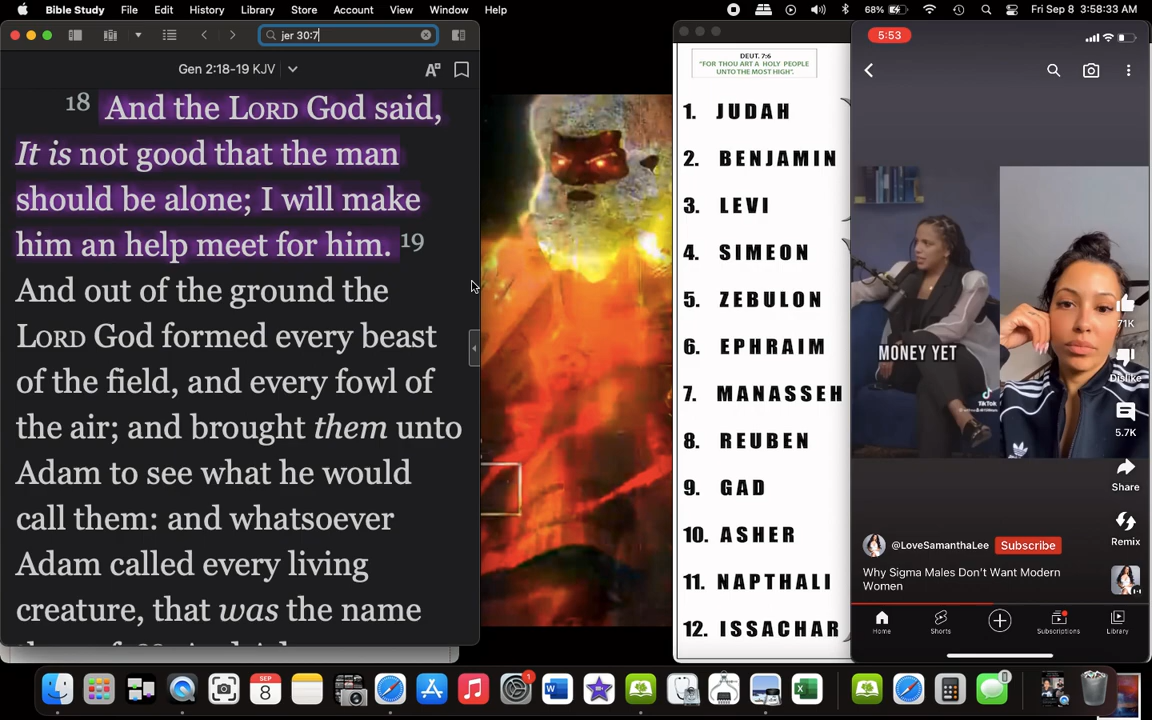 Bible Study File Edit History Library Store Account View Window Help
68% Fri Sep 8 3:58:33 AM
jer 30:7
Gen 2:18-19 KJV
18 And the LORD God said,
It is not good that the man
should be alone; I will make
him an help meet for him. 19
And out of the ground the
LORD God formed every beast
of the field, and every fowl of
the air; and brought them unto
Adam to see what he would
call them: and whatsoever
Adam called every living
creature, that was the name
DEUT. 7:6
"FOR THOU ART A HOLY PEOPLE
UNTO THE MOST HIGH".
1. JUDAH
2. BENJAMIN
3. LEVI
4. SIMEON
5. ZEBULON
6. EPHRAIM
7. MANASSEH
8. REUBEN
9. GAD
10. ASHER
11. NAPTHALI
12. ISSACHAR
5:53
MONEY YET
TikTok
71K
Dislike
5.7K
Share
Remix
@LoveSamanthaLee Subscribe
Why Sigma Males Don't Want Modern
Women
Home Shorts Subscriptions Library
SEP
8
1